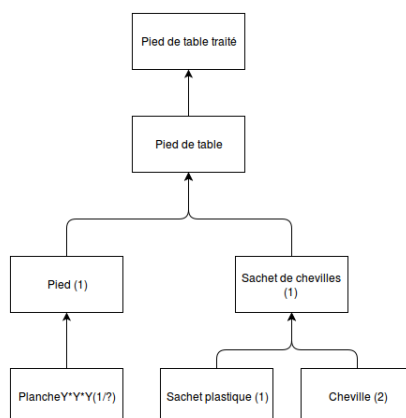 Pied de table traité
Pied de table
Pied (1)
Sachet de chevilles
(1)
PlancheY*Y*Y(1/?)
Sachet plastique (1)
Cheville (2)